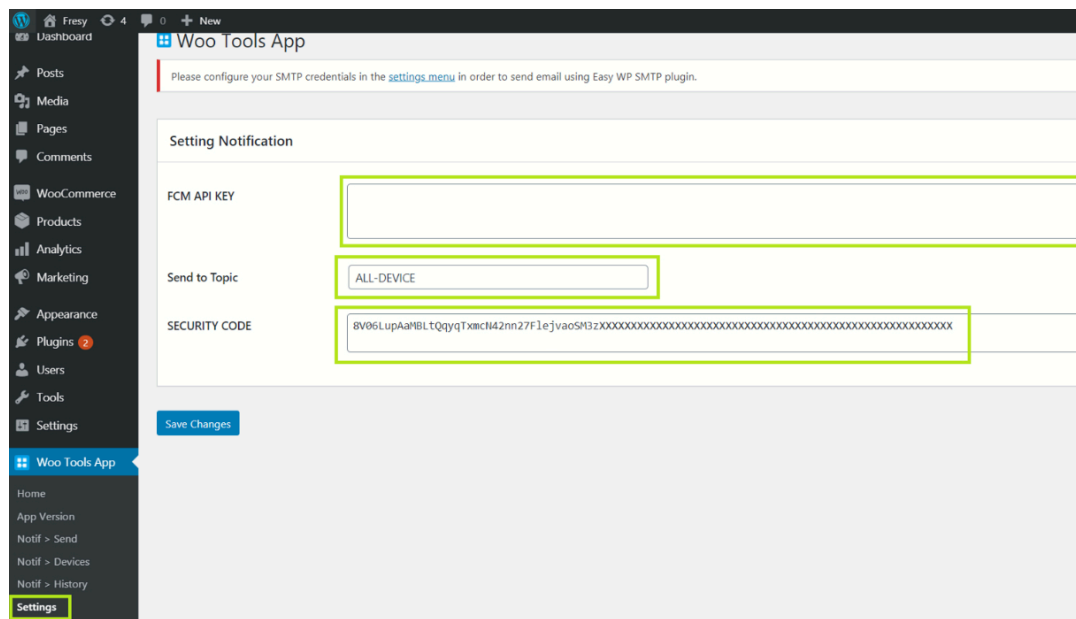 Fresy 4 0 + New
Dashboard
Posts
Media
Pages
Comments
WooCommerce
Products
Analytics
Marketing
Appearance
Plugins 2
Users
Tools
Settings
Woo Tools App
Home
App Version
Notif > Send
Notif > Devices
Notif > History
Settings
Woo Tools App
Please configure your SMTP credentials in the settings menu in order to send email using Easy WP SMTP plugin.
Setting Notification
FCM API KEY
Send to Topic
ALL-DEVICE
SECURITY CODE
8V06LupAaMBLtQqyqTxmcN42nn27FlejvaoSM3zXXXXXXXXXXXXXXXXXXXXXXXXXXXXXXXXXXXXXXXXXXXXXXXXXXXXXXXX
Save Changes